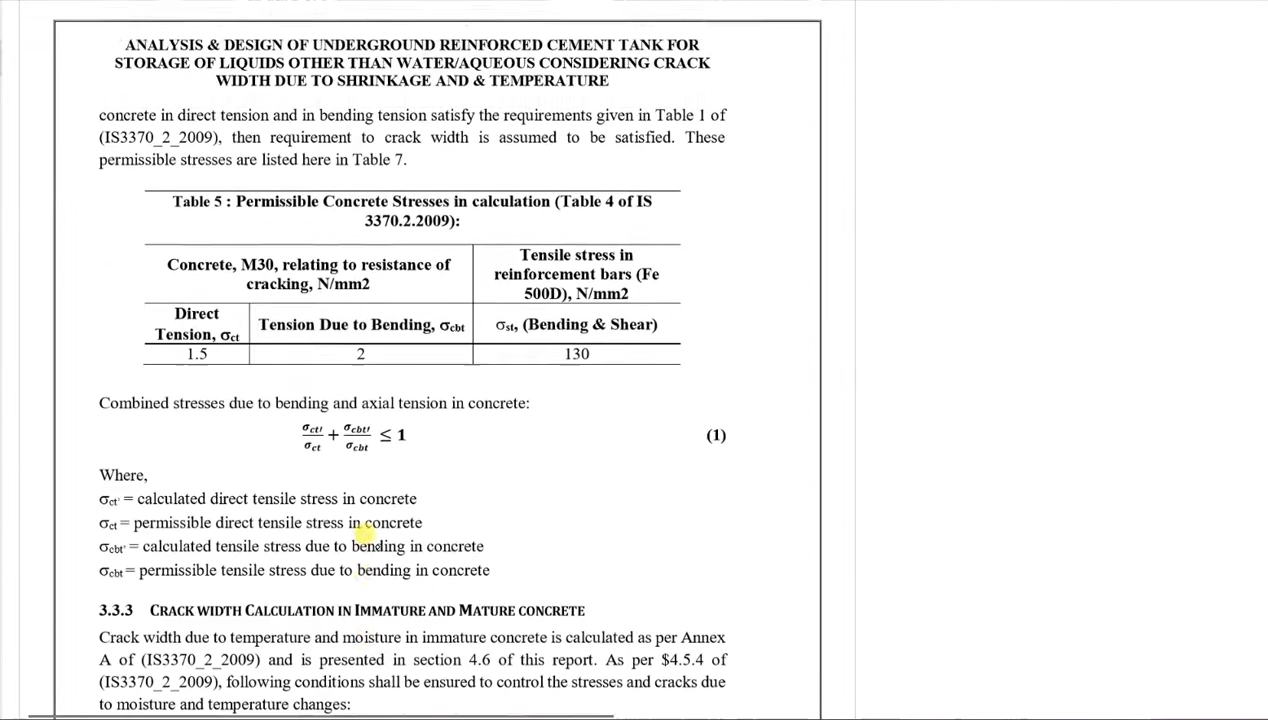 ANALYSIS & DESIGN OF UNDERGROUND REINFORCED CEMENT TANK FOR
STORAGE OF LIQUIDS OTHER THAN WATER/AQUEOUS CONSIDERING CRACK
WIDTH DUE TO SHRINKAGE AND & TEMPERATURE
concrete in direct tension and in bending tension satisfy the requirements given in Table 1 of
(IS3370_2_2009), then requirement to crack width is assumed to be satisfied. These
permissible stresses are listed here in Table 7.
Table 5 : Permissible Concrete Stresses in calculation (Table 4 of IS
3370.2.2009):
Concrete, M30, relating to resistance of
cracking, N/mm2
Tensile stress in
reinforcement bars (Fe
500D), N/mm2
Direct
Tension, σct
Tension Due to Bending, σcbt
σst, (Bending & Shear)
1.5 2 130
Combined stresses due to bending and axial tension in concrete:
σct′/σct + σcbt′/σcbt ≤ 1 (1)
Where,
σct' = calculated direct tensile stress in concrete
σct = permissible direct tensile stress in concrete
σcbt' = calculated tensile stress due to bending in concrete
σcbt = permissible tensile stress due to bending in concrete
3.3.3 CRACK WIDTH CALCULATION IN IMMATURE AND MATURE CONCRETE
Crack width due to temperature and moisture in immature concrete is calculated as per Annex
A of (IS3370_2_2009) and is presented in section 4.6 of this report. As per $4.5.4 of
(IS3370_2_2009), following conditions shall be ensured to control the stresses and cracks due
to moisture and temperature changes: